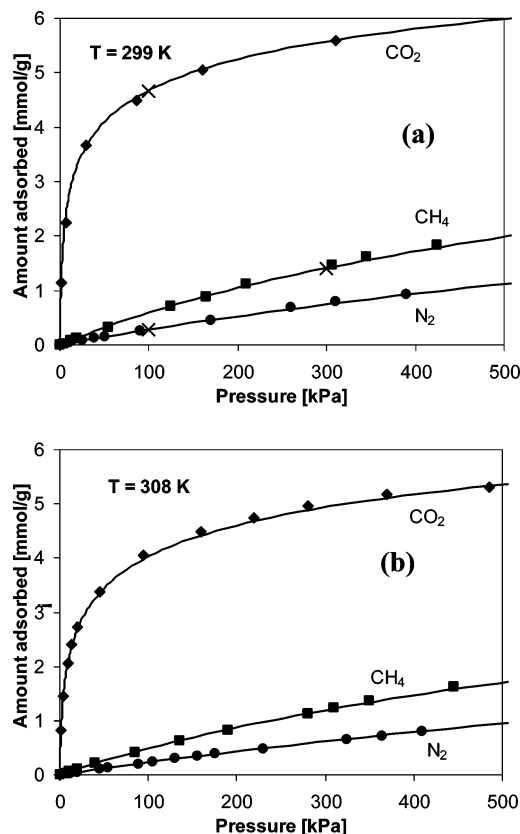 (a)
6
T = 299 K
CO₂
5
4
(a)
3
CH₄
2
1
N₂
0
0 100 200 300 400 500
Pressure [kPa]
Amount adsorbed [mmol/g]
(b)
6
T = 308 K
5
CO₂
4
(b)
3
2
CH₄
1
N₂
0
0 100 200 300 400 500
Pressure [kPa]
Amount adsorbed [mmol/g]